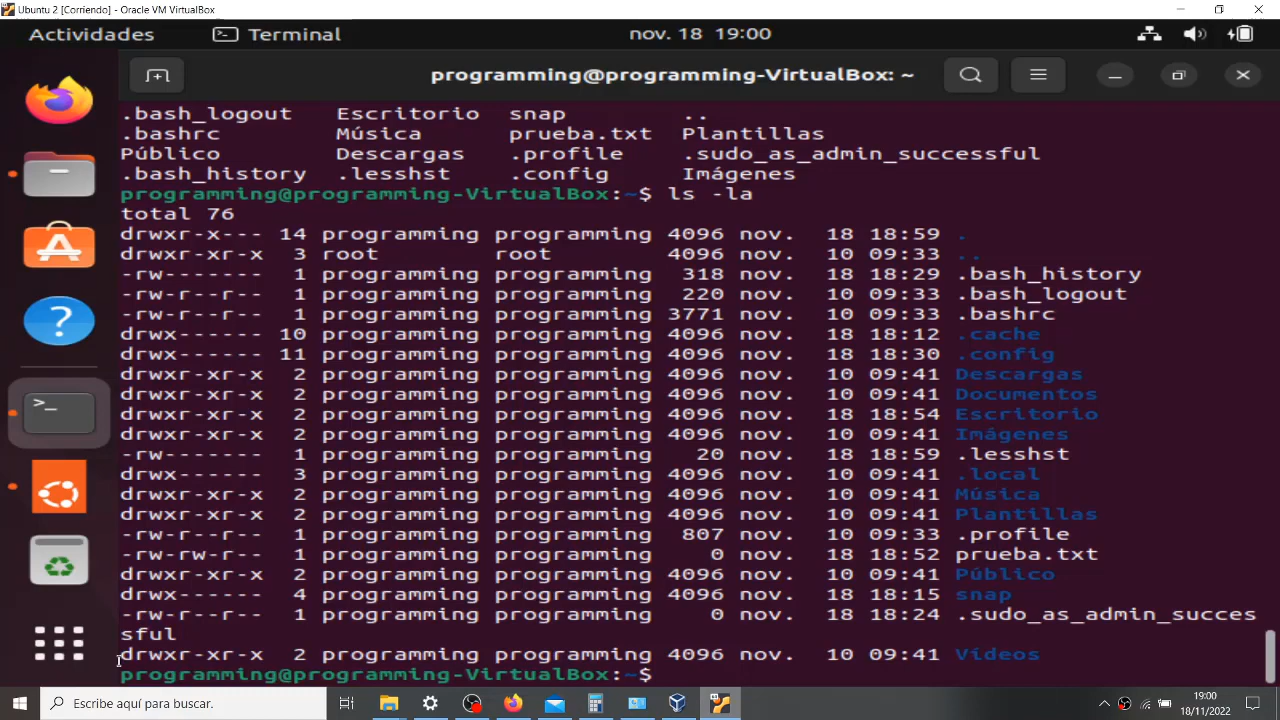 Ubuntu 2 [Corriendo] - Oracle VM VirtualBox
Actividades Terminal nov. 18 19:00
programming@programming-VirtualBox: ~
.bash_logout Escritorio snap ..
.bashrc Música prueba.txt Plantillas
Público Descargas .profile .sudo_as_admin_successful
.bash_history .lesshst .config Imágenes
programming@programming-VirtualBox:~$ ls -la
total 76
drwxr-x--- 14 programming programming 4096 nov. 18 18:59 .
drwxr-xr-x 3 root root 4096 nov. 10 09:33 ..
-rw------- 1 programming programming 318 nov. 18 18:29 .bash_history
-rw-r--r-- 1 programming programming 220 nov. 10 09:33 .bash_logout
-rw-r--r-- 1 programming programming 3771 nov. 10 09:33 .bashrc
drwx------ 10 programming programming 4096 nov. 18 18:12 .cache
drwx------ 11 programming programming 4096 nov. 18 18:30 .config
drwxr-xr-x 2 programming programming 4096 nov. 10 09:41 Descargas
drwxr-xr-x 2 programming programming 4096 nov. 10 09:41 Documentos
drwxr-xr-x 2 programming programming 4096 nov. 18 18:54 Escritorio
drwxr-xr-x 2 programming programming 4096 nov. 10 09:41 Imágenes
-rw------- 1 programming programming 20 nov. 18 18:59 .lesshst
drwx------ 3 programming programming 4096 nov. 10 09:41 .local
drwxr-xr-x 2 programming programming 4096 nov. 10 09:41 Música
drwxr-xr-x 2 programming programming 4096 nov. 10 09:41 Plantillas
-rw-r--r-- 1 programming programming 807 nov. 10 09:33 .profile
-rw-rw-r-- 1 programming programming 0 nov. 18 18:52 prueba.txt
drwxr-xr-x 2 programming programming 4096 nov. 10 09:41 Público
drwx------ 4 programming programming 4096 nov. 18 18:15 snap
-rw-r--r-- 1 programming programming 0 nov. 18 18:24 .sudo_as_admin_succes
sful
drwxr-xr-x 2 programming programming 4096 nov. 10 09:41 Vídeos
programming@programming-VirtualBox:~$
Escribe aquí para buscar.
19:00
18/11/2022